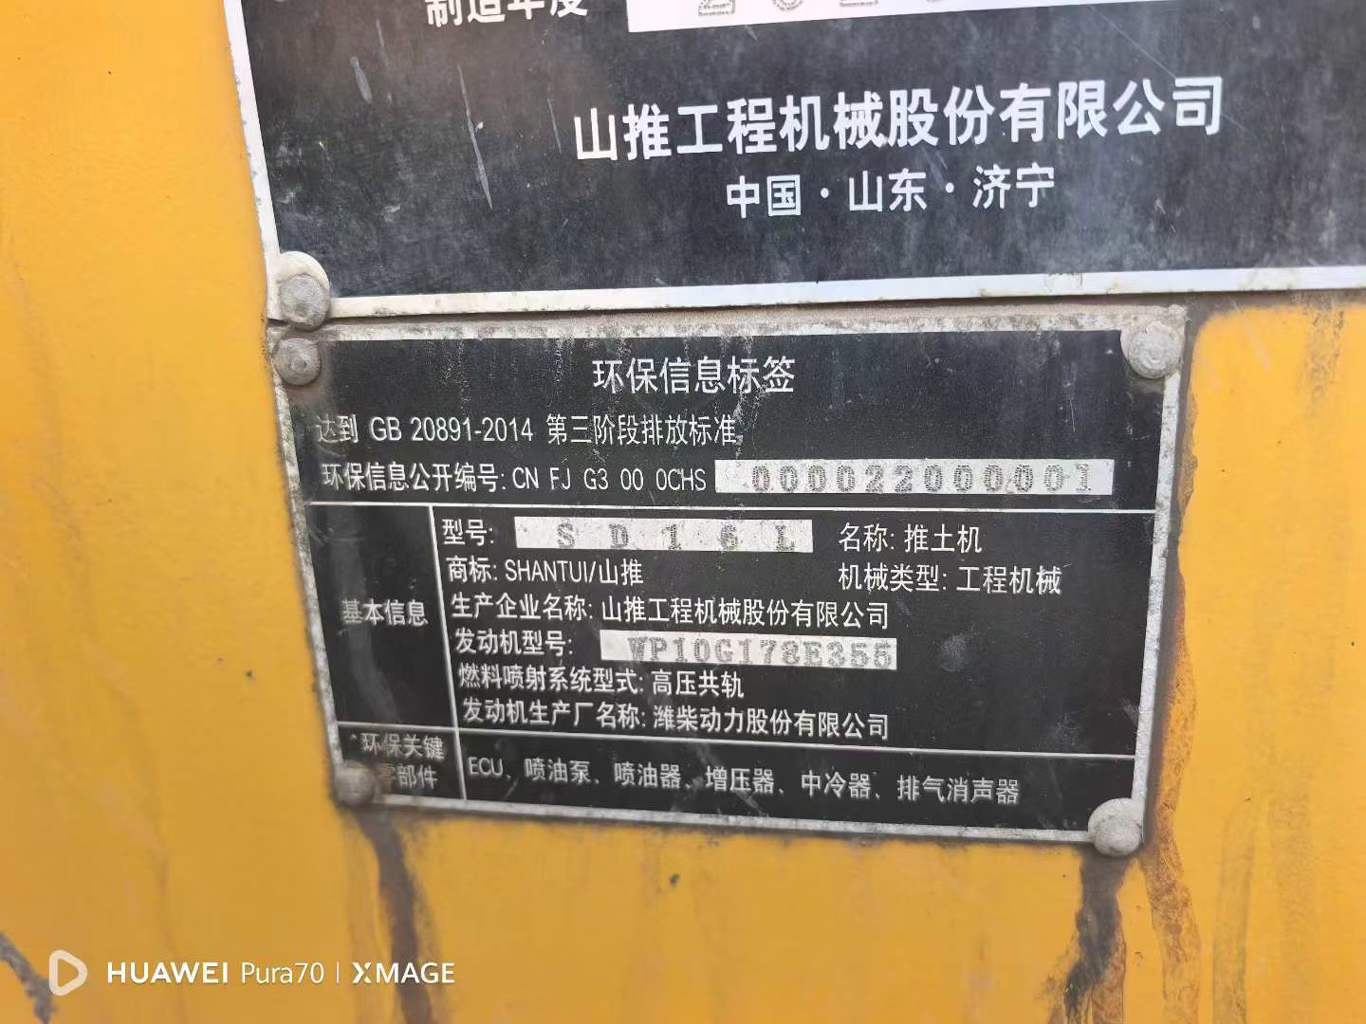 制造年度
山推工程机械股份有限公司
中国·山东·济宁
环保信息标签
达到 GB 20891-2014 第三阶段排放标准
环保信息公开编号: CN FJ G3 00 0CHS 000022000001
基本信息
型号: SD16L 名称: 推土机
商标: SHANTUI/山推 机械类型: 工程机械
生产企业名称: 山推工程机械股份有限公司
发动机型号: WP10G178E355
燃料喷射系统型式: 高压共轨
发动机生产厂名称: 潍柴动力股份有限公司
环保关键
零部件
ECU、喷油泵、喷油器、增压器、中冷器、排气消声器
HUAWEI Pura70 | XMAGE